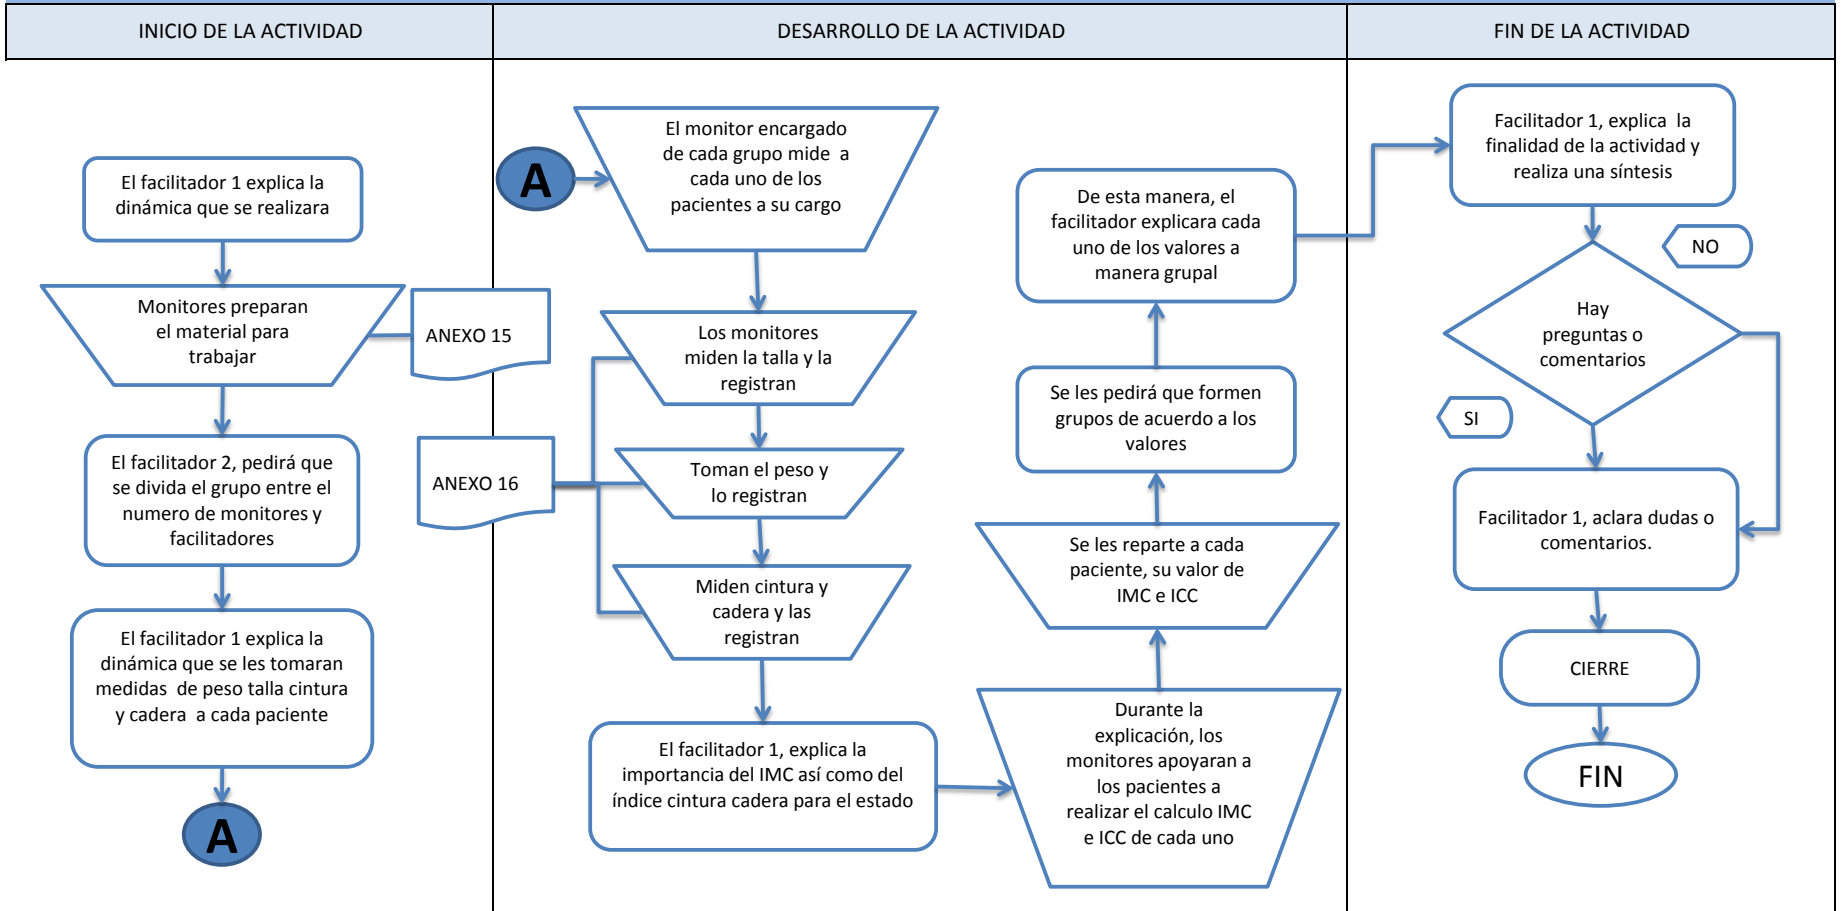 INICIO DE LA ACTIVIDAD
DESARROLLO DE LA ACTIVIDAD
FIN DE LA ACTIVIDAD
El facilitador 1 explica la
dinámica que se realizara
Monitores preparan
el material para
trabajar
ANEXO 15
El facilitador 2, pedirá que
se divida el grupo entre el
numero de monitores y
facilitadores
El facilitador 1 explica la
dinámica que se les tomaran
medidas de peso talla cintura
y cadera a cada paciente
A
A
El monitor encargado
de cada grupo mide a
cada uno de los
pacientes a su cargo
Los monitores
miden la talla y la
registran
ANEXO 16
Toman el peso y
lo registran
Miden cintura y
cadera y las
registran
El facilitador 1, explica la
importancia del IMC así como del
índice cintura cadera para el estado
Durante la
explicación, los
monitores apoyaran a
los pacientes a
realizar el calculo IMC
e ICC de cada uno
Se les reparte a cada
paciente, su valor de
IMC e ICC
Se les pedirá que formen
grupos de acuerdo a los
valores
De esta manera, el
facilitador explicara cada
uno de los valores a
manera grupal
Facilitador 1, explica la
finalidad de la actividad y
realiza una síntesis
NO
Hay
preguntas o
comentarios
SI
Facilitador 1, aclara dudas o
comentarios.
CIERRE
FIN